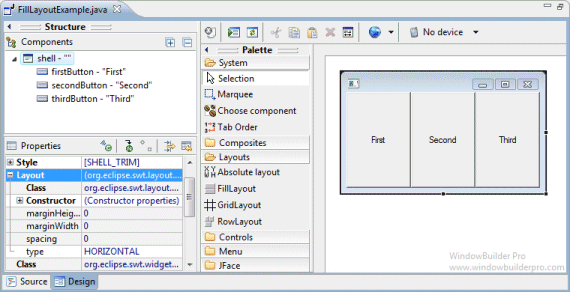 FillLayoutExample.java
Structure
Components
shell - ""
firstButton - "First"
secondButton - "Second"
thirdButton - "Third"
Properties
Style [SHELL_TRIM]
Layout (org.eclipse.swt.layout....
Class org.eclipse.swt.layout....
Constructor (Constructor properties)
marginHeig... 0
marginWidth 0
spacing 0
type HORIZONTAL
Class org.eclipse.swt.widget...
Palette
System
Selection
Marquee
Choose component
Tab Order
Composites
Layouts
Absolute layout
FillLayout
GridLayout
RowLayout
Controls
Menu
JFace
No device
First Second Third
WindowBuilder Pro
www.windowbuilderpro.com
Source Design